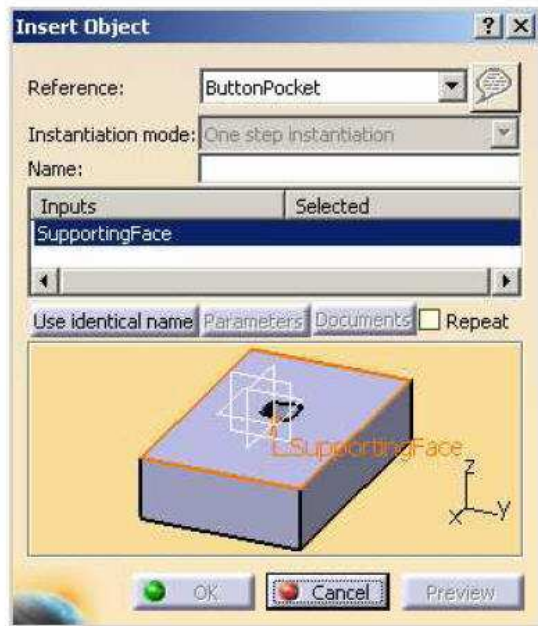 Insert Object
Reference: ButtonPocket
Instantiation mode: One step instantiation
Name:
Inputs Selected
SupportingFace
Use identical name Parameters Documents Repeat
SupportingFace
z
x y
OK Cancel Preview